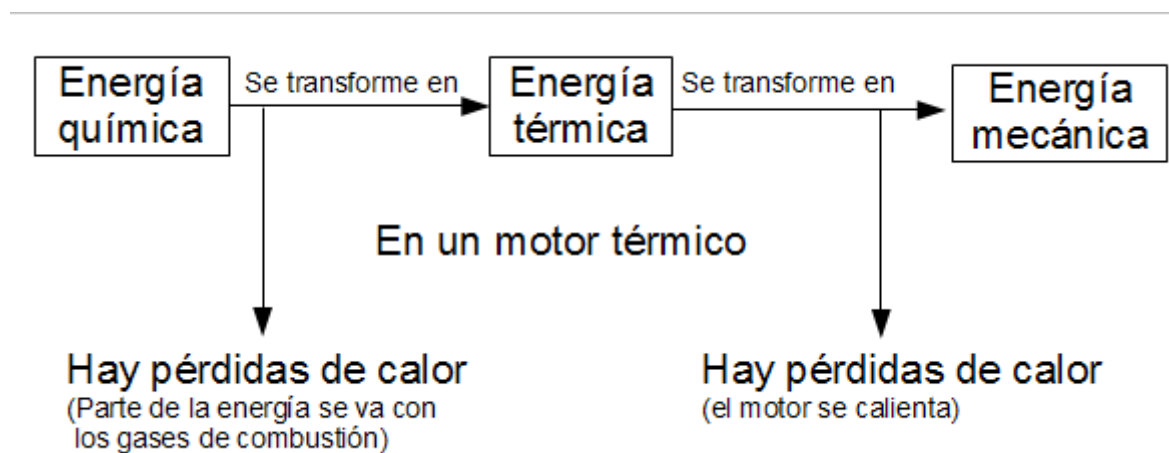 Energía
química
Se transforme en
Energía
térmica
Se transforme en
Energía
mecánica
En un motor térmico
Hay pérdidas de calor
(Parte de la energía se va con
los gases de combustión)
Hay pérdidas de calor
(el motor se calienta)